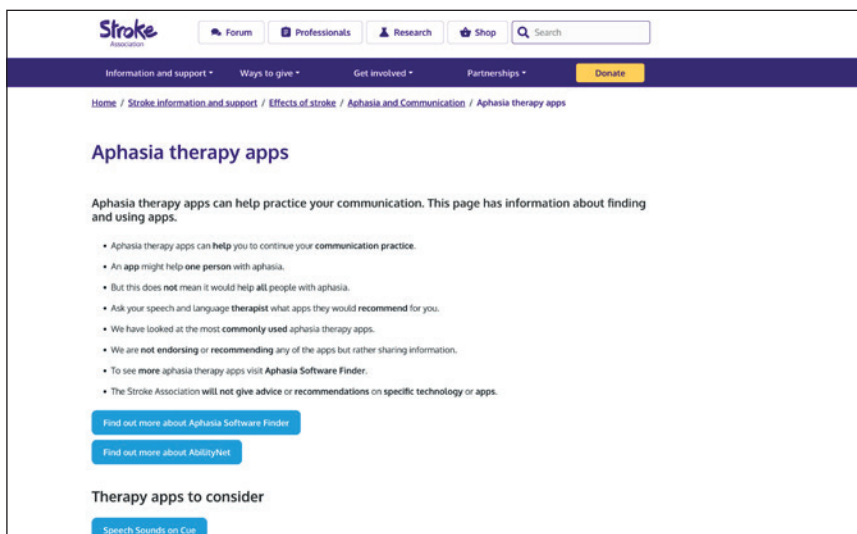 Stroke
Association
Forum
Professionals
Research
Shop
Search
Information and support
Ways to give
Get involved
Partnerships
Donate
Home / Stroke information and support / Effects of stroke / Aphasia and Communication / Aphasia therapy apps
Aphasia therapy apps
Aphasia therapy apps can help practice your communication. This page has information about finding
and using apps.
• Aphasia therapy apps can help you to continue your communication practice.
• An app might help one person with aphasia.
• But this does not mean it would help all people with aphasia.
• Ask your speech and language therapist what apps they would recommend for you.
• We have looked at the most commonly used aphasia therapy apps.
• We are not endorsing or recommending any of the apps but rather sharing information.
• To see more aphasia therapy apps visit Aphasia Software Finder.
• The Stroke Association will not give advice or recommendations on specific technology or apps.
Find out more about Aphasia Software Finder
Find out more about AbilityNet
Therapy apps to consider
Speech Sounds on Cue